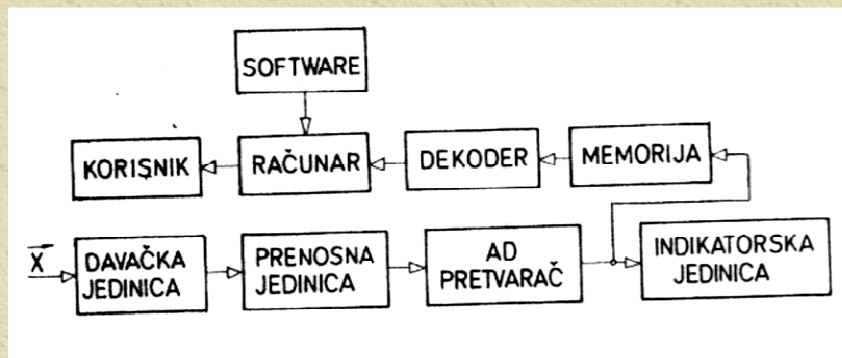 SOFTWARE
KORISNIK
RAČUNAR
DEKODER
MEMORIJA
X
DAVAČKA
JEDINICA
PRENOSNA
JEDINICA
AD
PRETVARAČ
INDIKATORSKA
JEDINICA